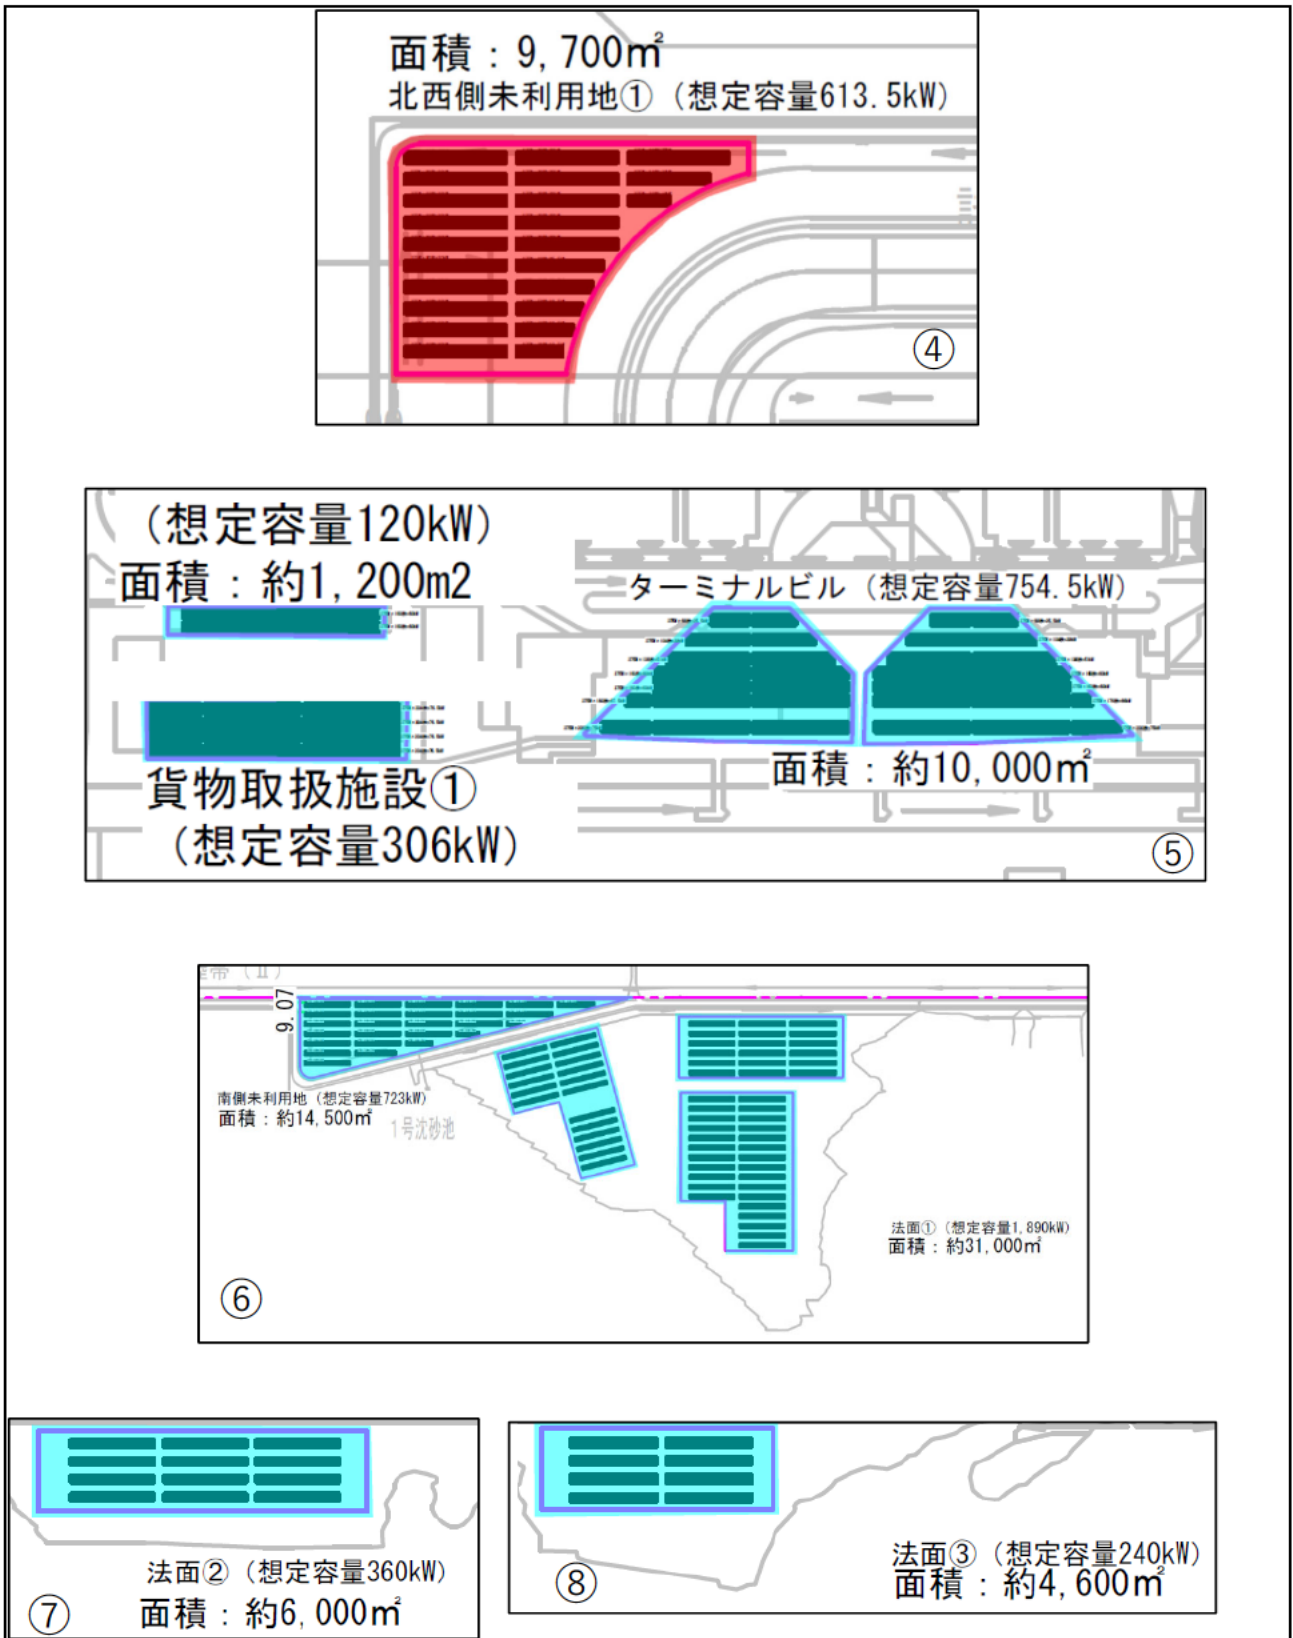 面積：9,700㎡
北西側未利用地①（想定容量613.5kW）
④
（想定容量120kW）
面積：約1,200m2
ターミナルビル（想定容量754.5kW）
面積：約10,000㎡
貨物取扱施設①
（想定容量306kW）
⑤
9.07
南側未利用地（想定容量723kW）
面積：約14,500㎡
1号沈砂池
法面①（想定容量1,890kW）
面積：約31,000㎡
⑥
法面②（想定容量360kW）
面積：約6,000㎡
⑦
法面③（想定容量240kW）
面積：約4,600㎡
⑧